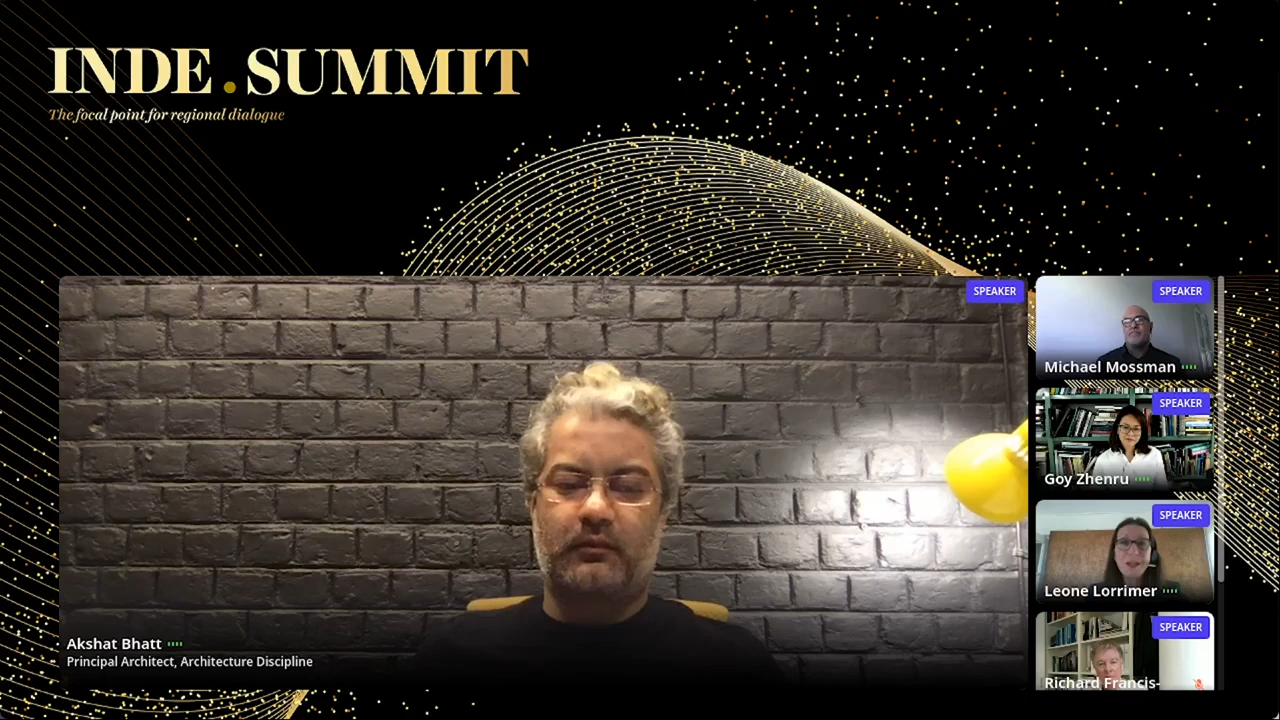 INDE.SUMMIT
The focal point for regional dialogue
SPEAKER
Akshat Bhatt
Principal Architect, Architecture Discipline
SPEAKER
Michael Mossman
SPEAKER
Goy Zhenru
SPEAKER
Leone Lorrimer
SPEAKER
Richard Francis-